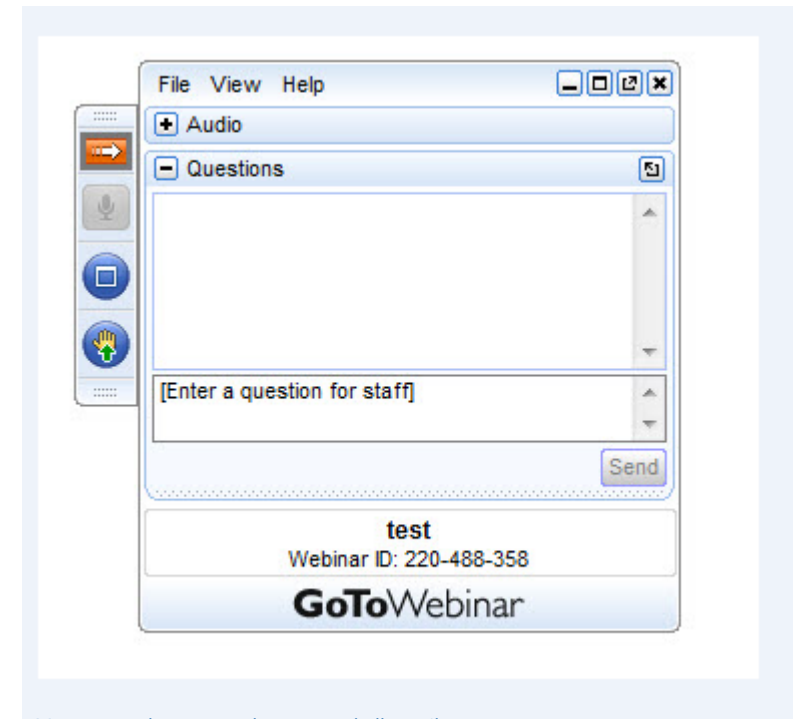 File View Help
Audio
Questions
[Enter a question for staff]
Send
test
Webinar ID: 220-488-358
GoToWebinar